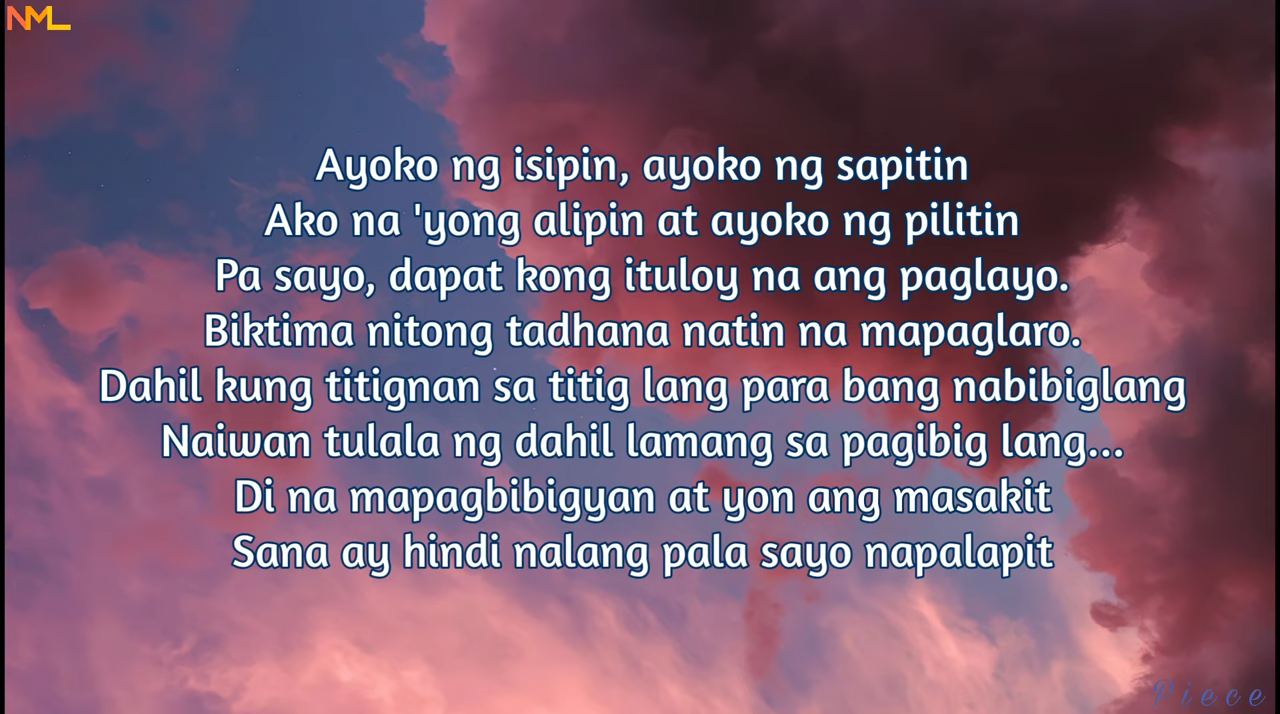 NML
Ayoko ng isipin, ayoko ng sapitin
Ako na 'yong alipin at ayoko ng pilitin
Pa sayo, dapat kong ituloy na ang paglayo.
Biktima nitong tadhana natin na mapaglaro.
Dahil kung titignan sa titig lang para bang nabibiglang
Naiwan tulala ng dahil lamang sa pagibig lang...
Di na mapagbibigyan at yon ang masakit
Sana ay hindi nalang pala sayo napalapit
Piece